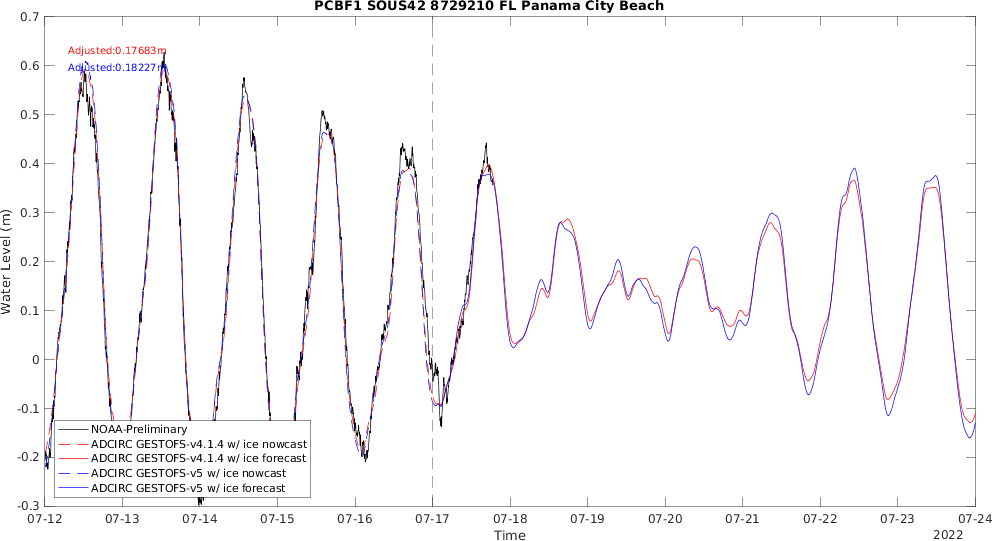 PCBF1 SOUS42 8729210 FL Panama City Beach
0.7
Adjusted:0.17683m
0.6
Adjusted:0.18227m
0.5
0.4
0.3
0.2
0.1
0
-0.1
-0.2
-0.3
Water Level (m)
NOAA-Preliminary
ADCIRC GESTOFS-v4.1.4 w/ ice nowcast
ADCIRC GESTOFS-v4.1.4 w/ ice forecast
ADCIRC GESTOFS-v5 w/ ice nowcast
ADCIRC GESTOFS-v5 w/ ice forecast
07-12 07-13 07-14 07-15 07-16 07-17 07-18 07-19 07-20 07-21 07-22 07-23 07-24
Time
2022